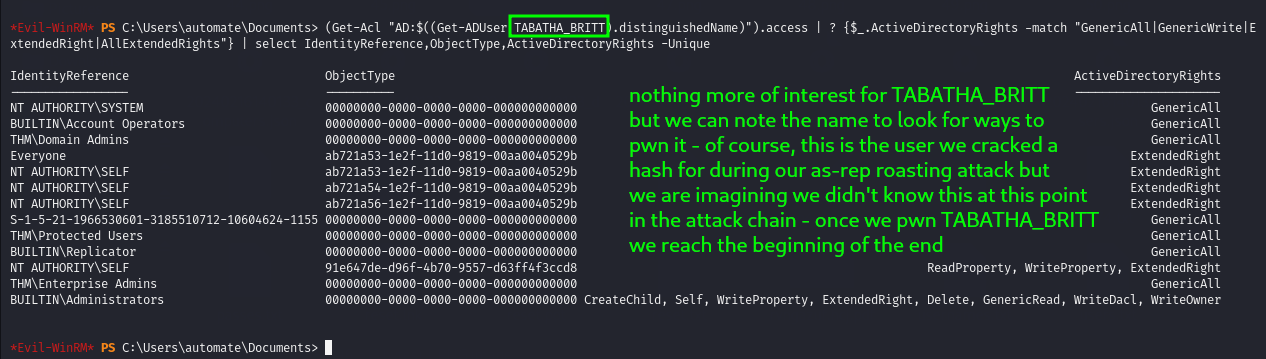 *Evil-WinRM* PS C:\Users\automate\Documents> (Get-Acl "AD:$((Get-ADUser TABATHA_BRITT).distinguishedName)").access | ? {$_.ActiveDirectoryRights -match "GenericAll|GenericWrite|E
xtendedRight|AllExtendedRights"} | select IdentityReference,ObjectType,ActiveDirectoryRights -Unique
IdentityReference ObjectType ActiveDirectoryRights
----------------- ---------- ---------------------
NT AUTHORITY\SYSTEM 00000000-0000-0000-0000-000000000000 GenericAll
BUILTIN\Account Operators 00000000-0000-0000-0000-000000000000 GenericAll
THM\Domain Admins 00000000-0000-0000-0000-000000000000 GenericAll
Everyone ab721a53-1e2f-11d0-9819-00aa0040529b ExtendedRight
NT AUTHORITY\SELF ab721a53-1e2f-11d0-9819-00aa0040529b ExtendedRight
NT AUTHORITY\SELF ab721a54-1e2f-11d0-9819-00aa0040529b ExtendedRight
NT AUTHORITY\SELF ab721a56-1e2f-11d0-9819-00aa0040529b ExtendedRight
S-1-5-21-1966530601-3185510712-10604624-1155 00000000-0000-0000-0000-000000000000 GenericAll
THM\Protected Users 00000000-0000-0000-0000-000000000000 GenericAll
BUILTIN\Replicator 00000000-0000-0000-0000-000000000000 GenericAll
NT AUTHORITY\SELF 91e647de-d96f-4b70-9557-d63ff4f3ccd8 ReadProperty, WriteProperty, ExtendedRight
THM\Enterprise Admins 00000000-0000-0000-0000-000000000000 GenericAll
BUILTIN\Administrators 00000000-0000-0000-0000-000000000000 CreateChild, Self, WriteProperty, ExtendedRight, Delete, GenericRead, WriteDacl, WriteOwner
nothing more of interest for TABATHA_BRITT
but we can note the name to look for ways to
pwn it - of course, this is the user we cracked a
hash for during our as-rep roasting attack but
we are imagining we didn't know this at this point
in the attack chain - once we pwn TABATHA_BRITT
we reach the beginning of the end
*Evil-WinRM* PS C:\Users\automate\Documents>